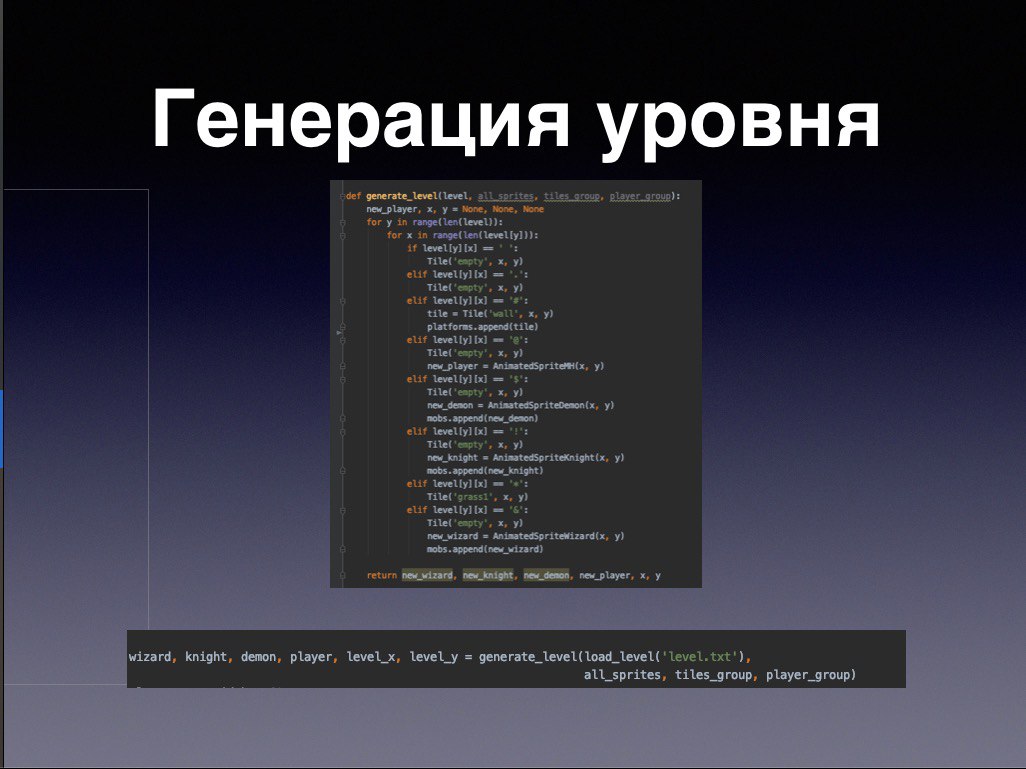 Генерация уровня
def generate_level(level, all_sprites, tiles_group, player_group):
    new_player, x, y = None, None, None
    for y in range(len(level)):
        for x in range(len(level[y])):
            if level[y][x] == ' ':
                Tile('empty', x, y)
            elif level[y][x] == '.':
                Tile('empty', x, y)
            elif level[y][x] == '#':
                tile = Tile('wall', x, y)
                platforms.append(tile)
            elif level[y][x] == '@':
                Tile('empty', x, y)
                new_player = AnimatedSpriteMH(x, y)
            elif level[y][x] == '$':
                Tile('empty', x, y)
                new_demon = AnimatedSpriteDemon(x, y)
                mobs.append(new_demon)
            elif level[y][x] == '!':
                Tile('empty', x, y)
                new_knight = AnimatedSpriteKnight(x, y)
                mobs.append(new_knight)
            elif level[y][x] == '*':
                Tile('grass1', x, y)
            elif level[y][x] == '&':
                Tile('empty', x, y)
                new_wizard = AnimatedSpriteWizard(x, y)
                mobs.append(new_wizard)
    return new_wizard, new_knight, new_demon, new_player, x, y
wizard, knight, demon, player, level_x, level_y = generate_level(load_level('level.txt'),
all_sprites, tiles_group, player_group)